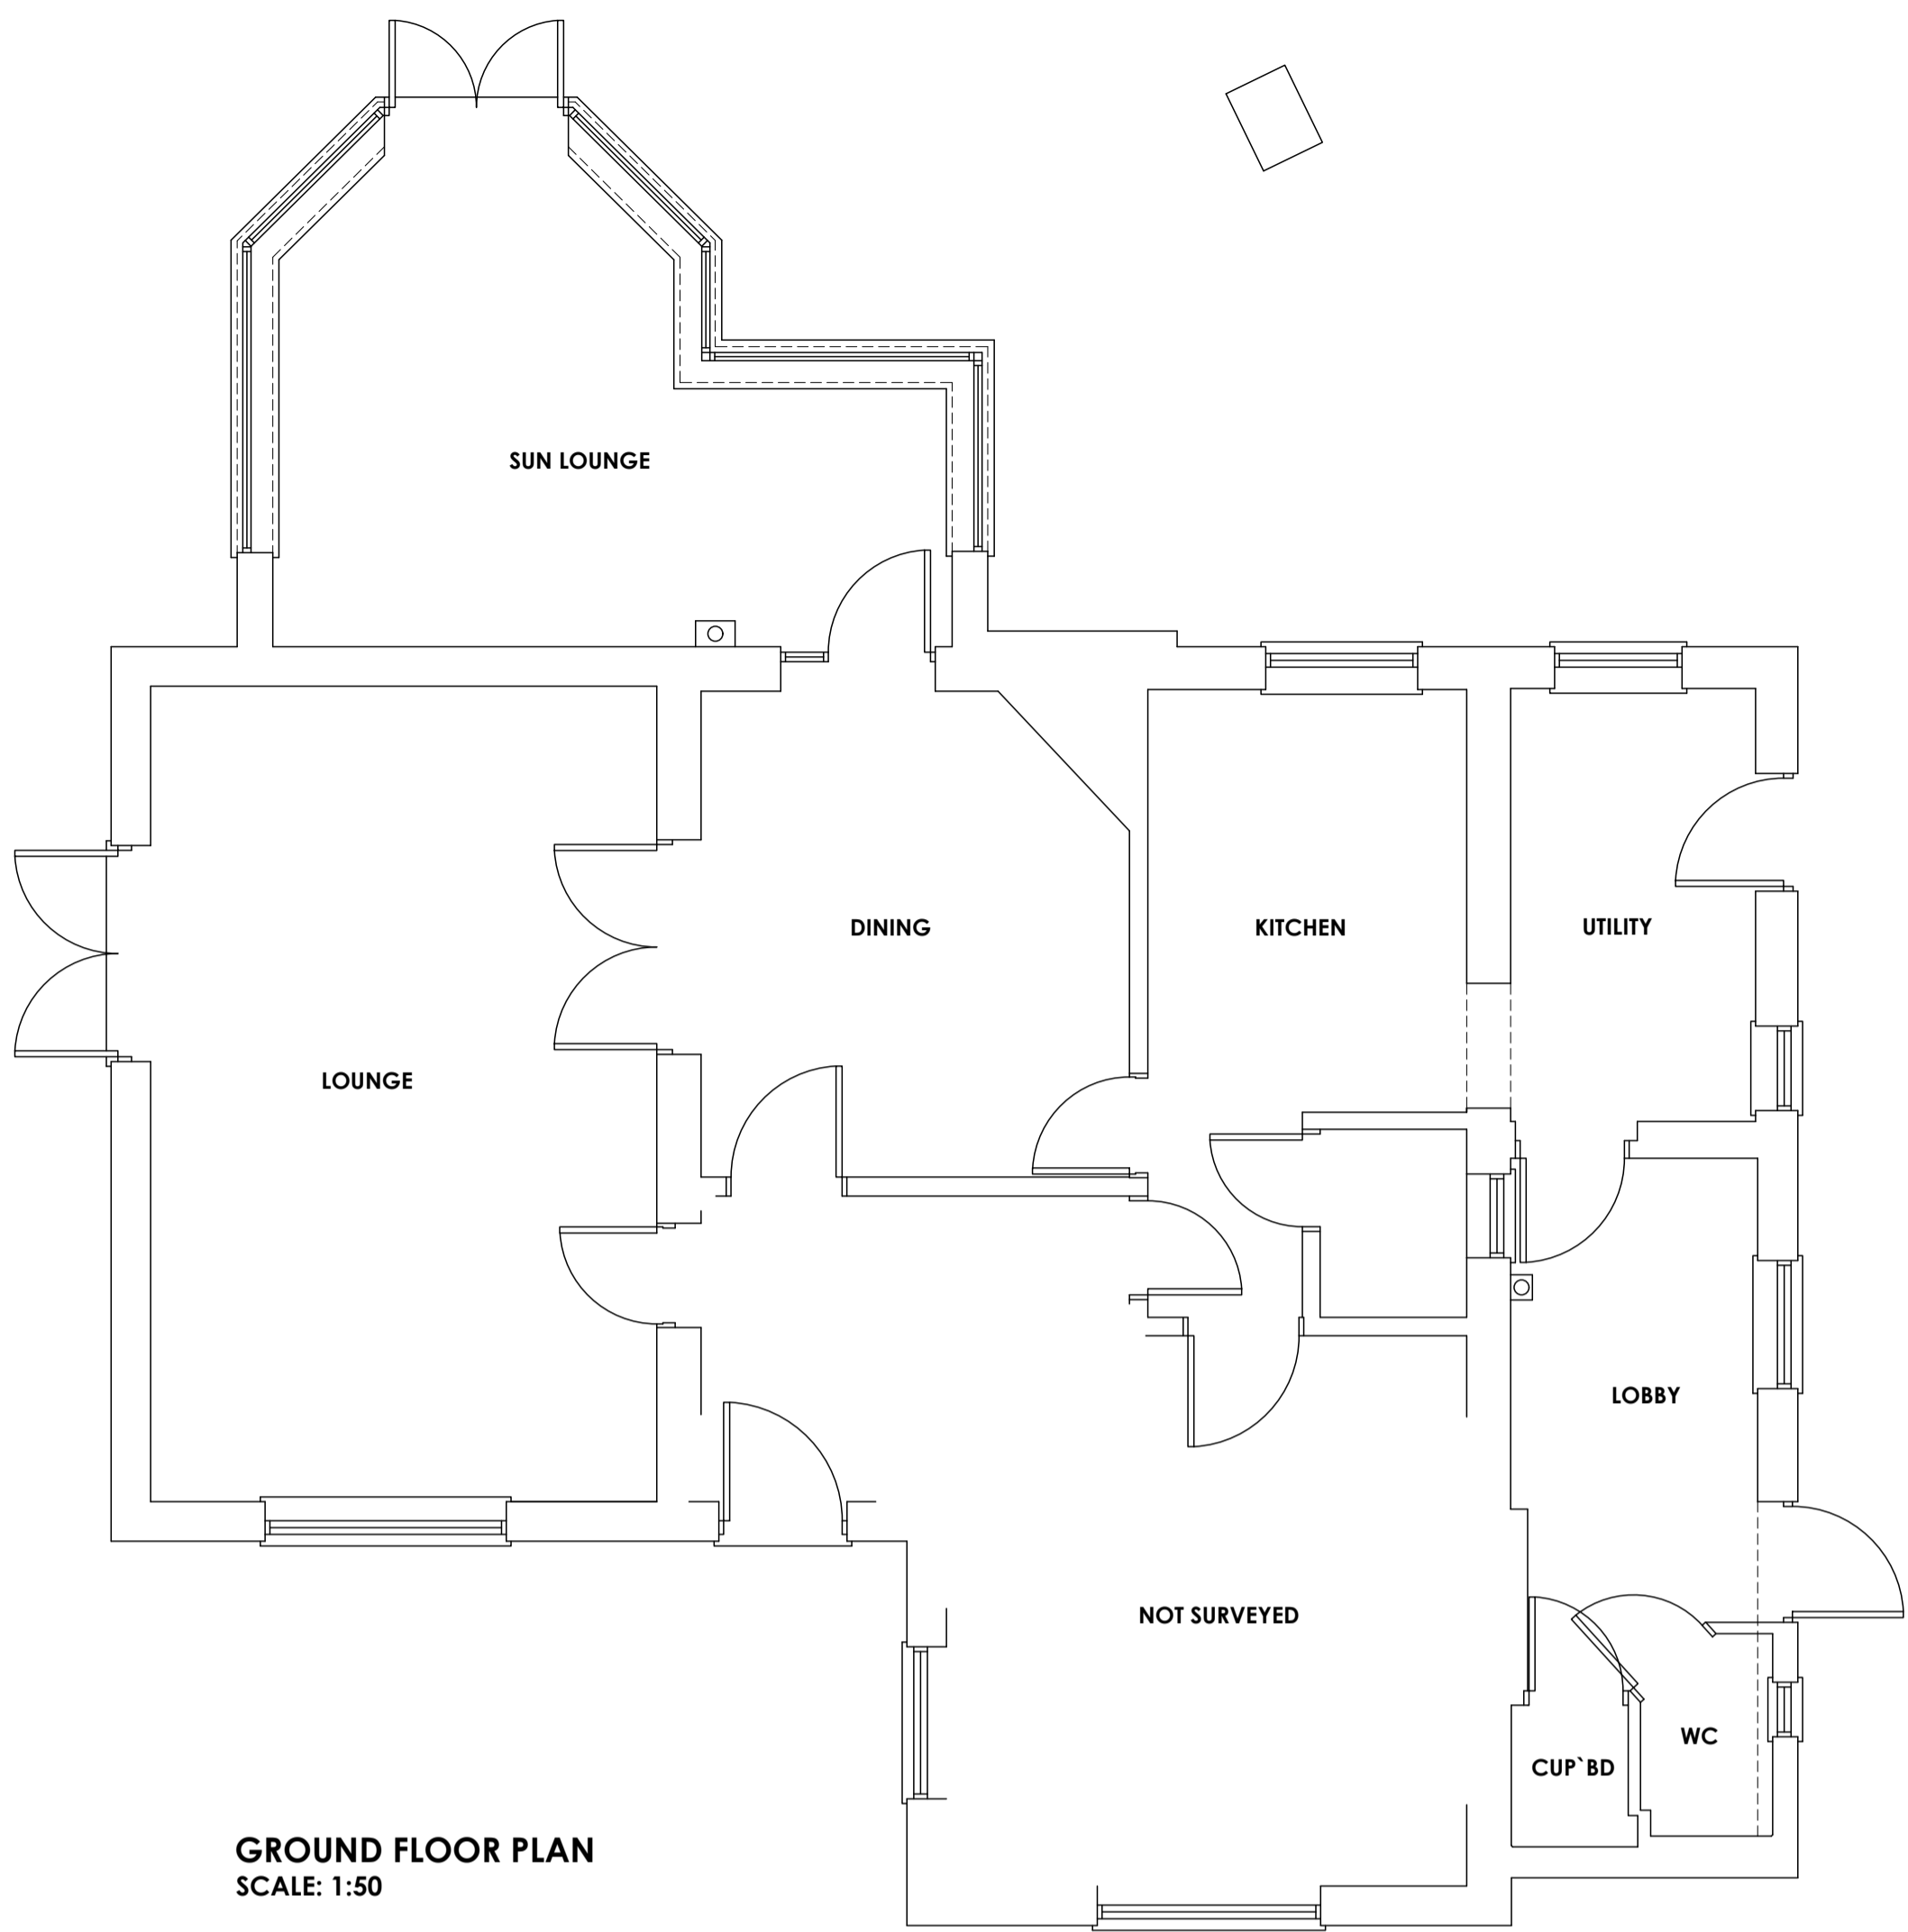 SUN LOUNGE
DINING
KITCHEN
UTILITY
LOUNGE
LOBBY
NOT SURVEYED
WC
CUP`BD
GROUND FLOOR PLAN
SCALE: 1:50